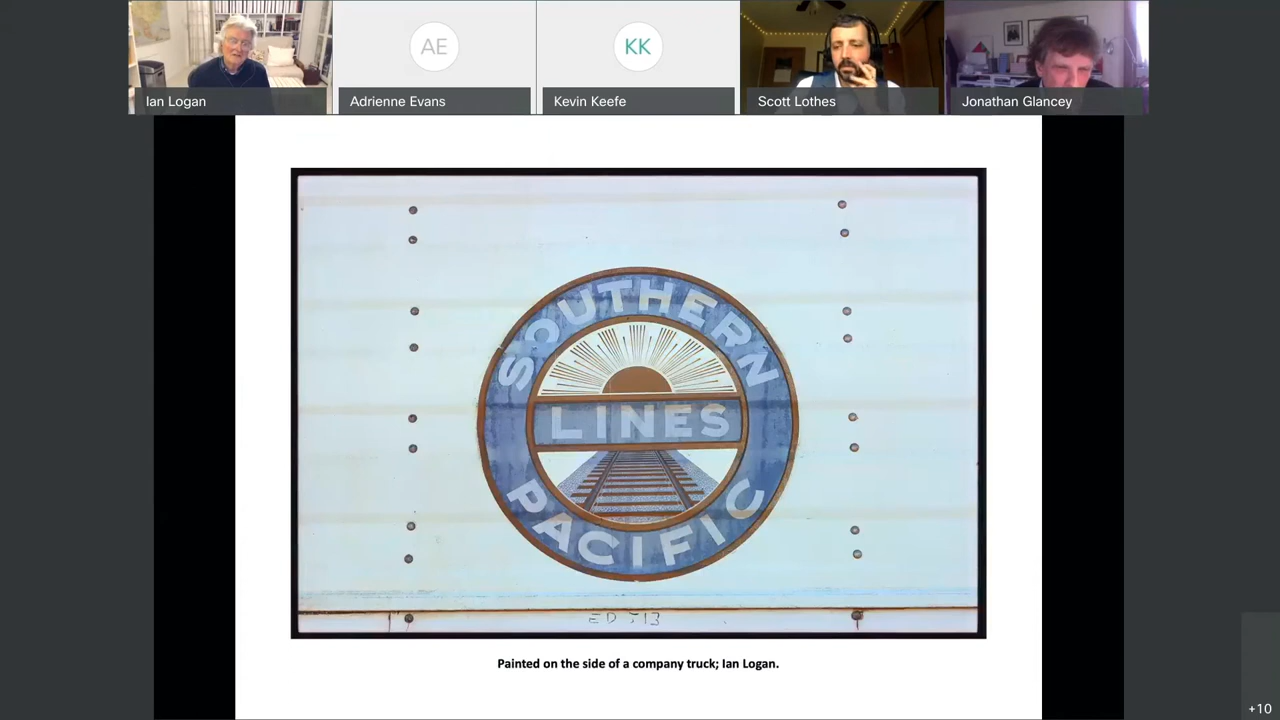 Ian Logan
AE
Adrienne Evans
KK
Kevin Keefe
Scott Lothes
Jonathan Glancey
SOUTHERN
LINES
PACIFIC
Painted on the side of a company truck; Ian Logan.
+10